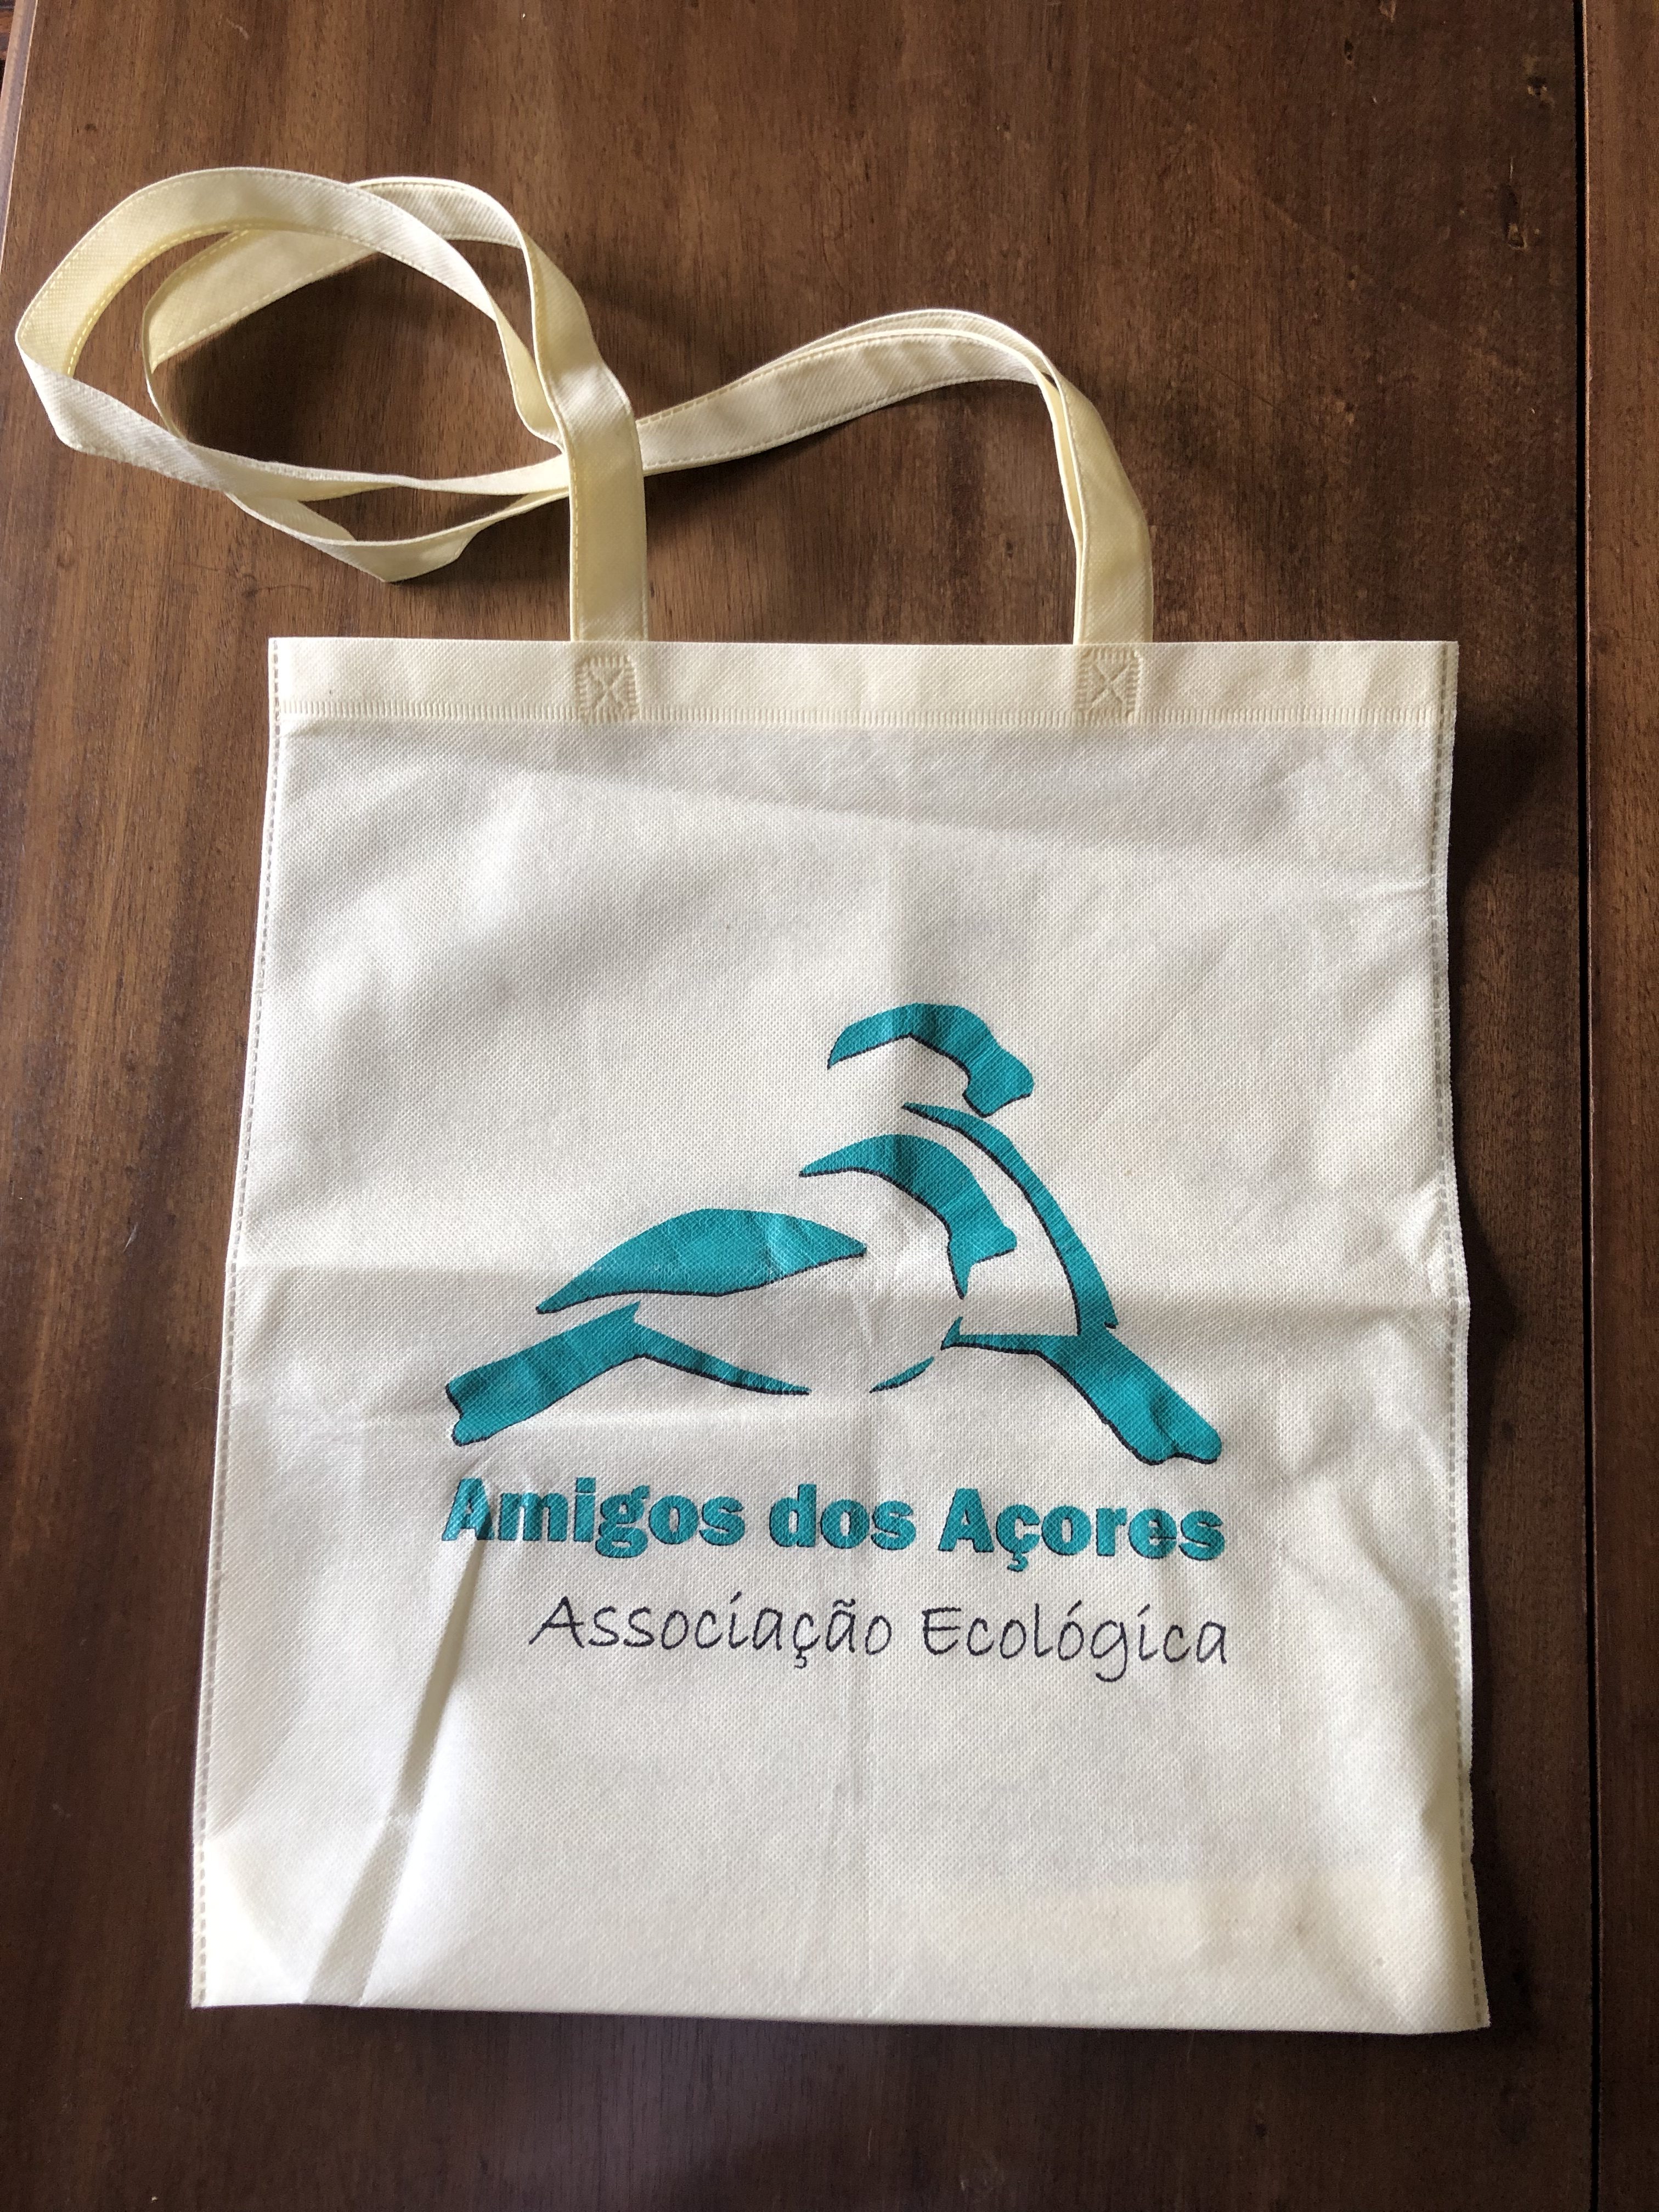 Amigos dos Açores
Associação Ecológica